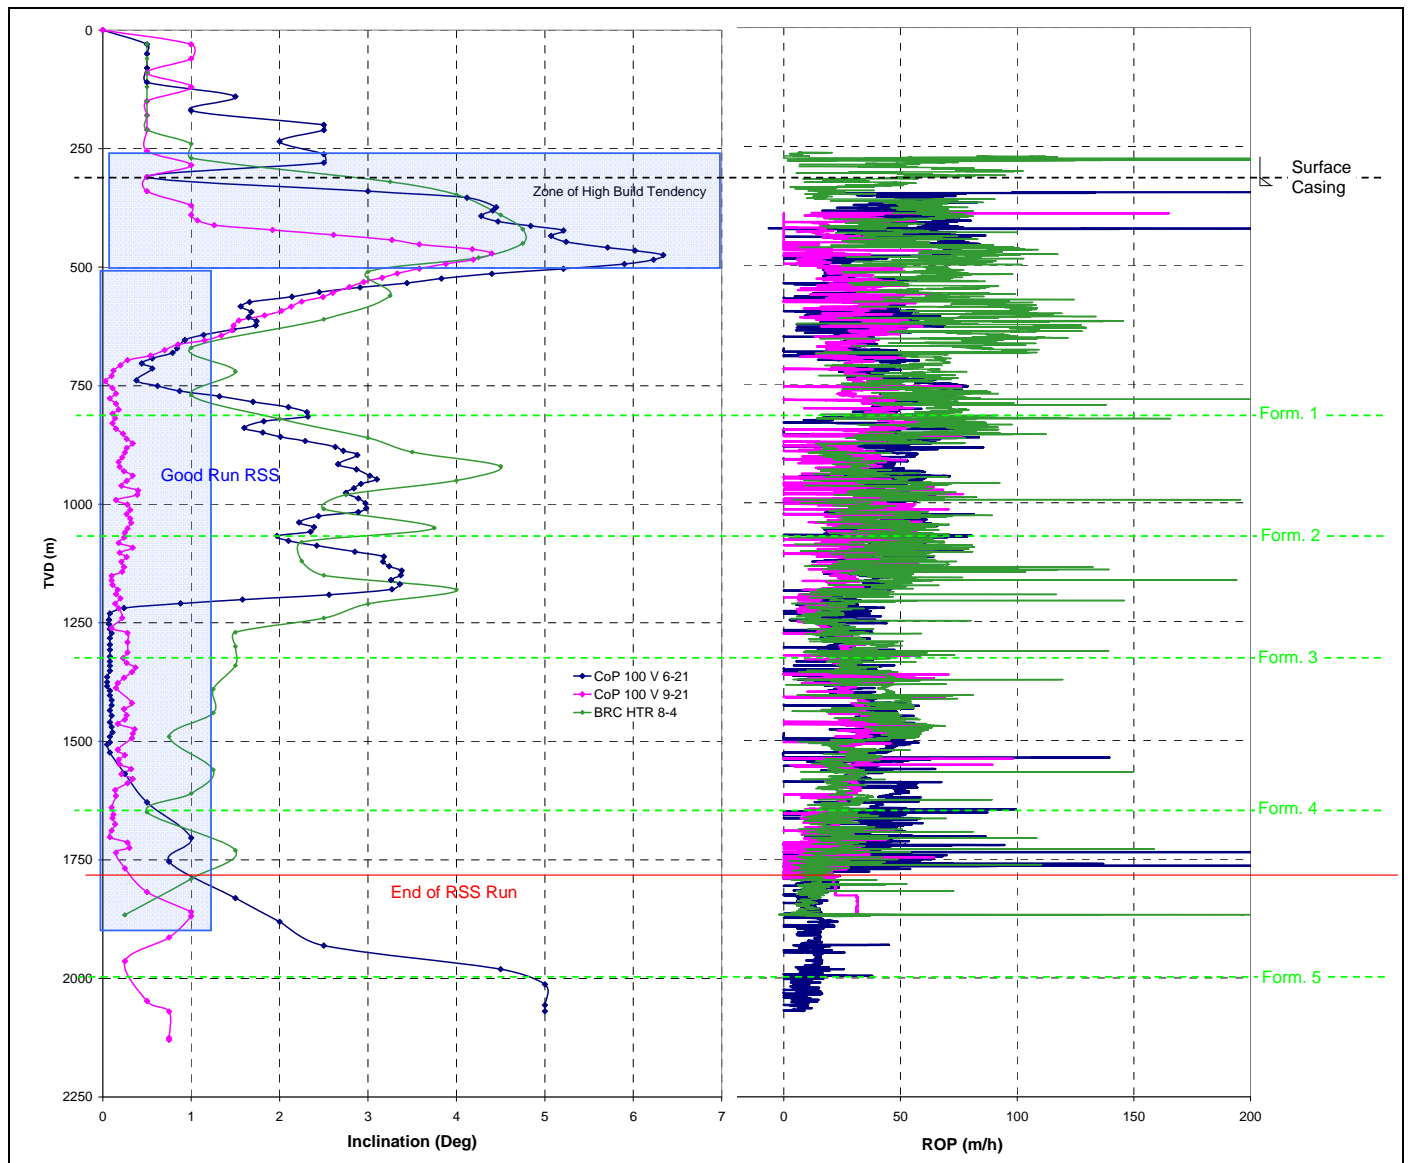 0
250
500
750
1000
1250
1500
1750
2000
2250
TVD (m)
0 1 2 3 4 5 6 7
Inclination (Deg)
Zone of High Build Tendency
Good Run RSS
CoP 100 V 6-21
CoP 100 V 9-21
BRC HTR 8-4
End of RSS Run
0 50 100 150 200
ROP (m/h)
Surface
Casing
Form. 1
Form. 2
Form. 3
Form. 4
Form. 5